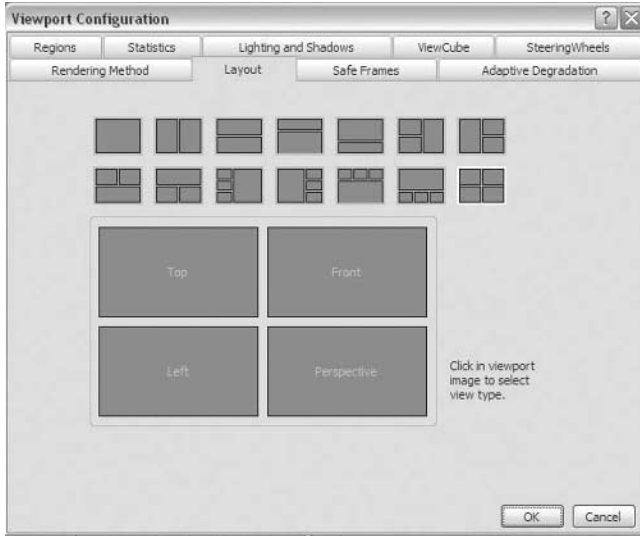 Viewport Configuration
Regions
Statistics
Lighting and Shadows
ViewCube
SteeringWheels
Rendering Method
Layout
Safe Frames
Adaptive Degradation
Top
Front
Left
Perspective
Click in viewport
image to select
view type.
OK
Cancel